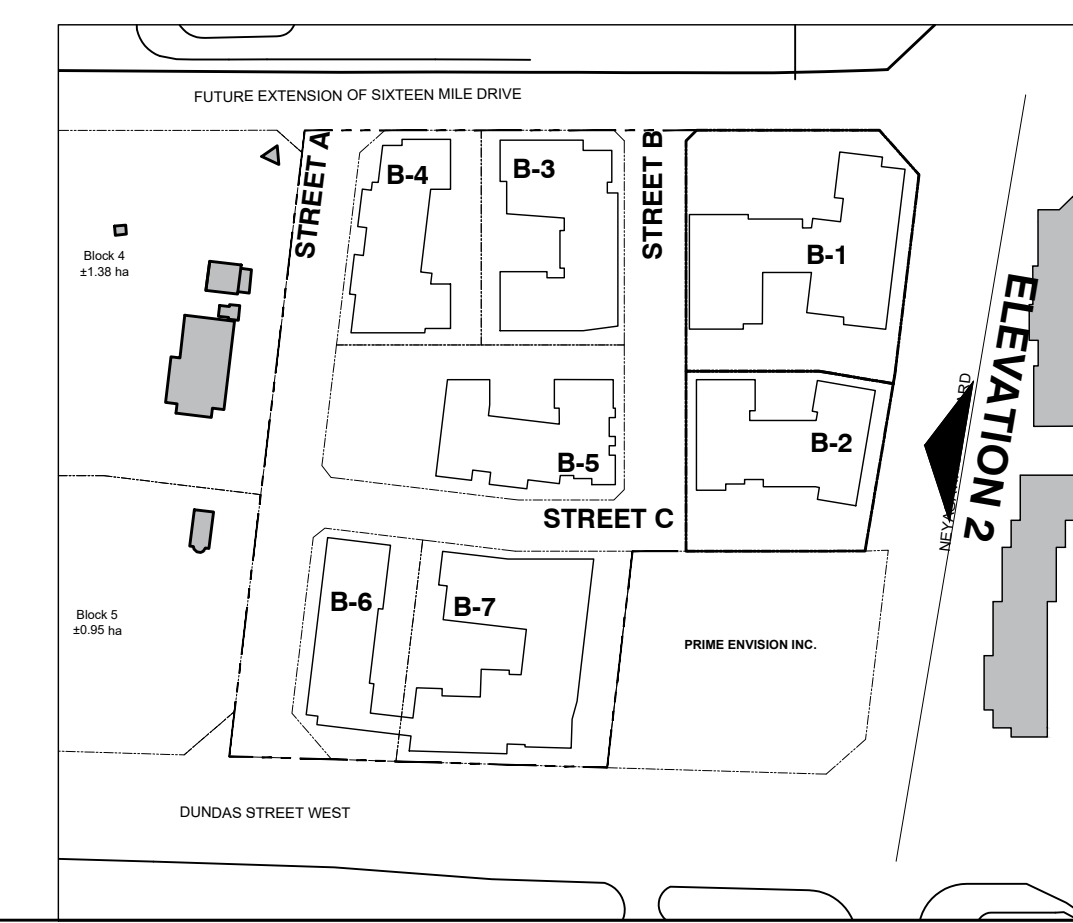 FUTURE EXTENSION OF SIXTEEN MILE DRIVE
STREET A
B-4
B-3
STREET B
B-1
Block 4
±1.38 ha
ELEVATION 2
B-2
B-5
STREET C
B-6
B-7
Block 5
±0.95 ha
PRIME ENVISION INC.
DUNDAS STREET WEST